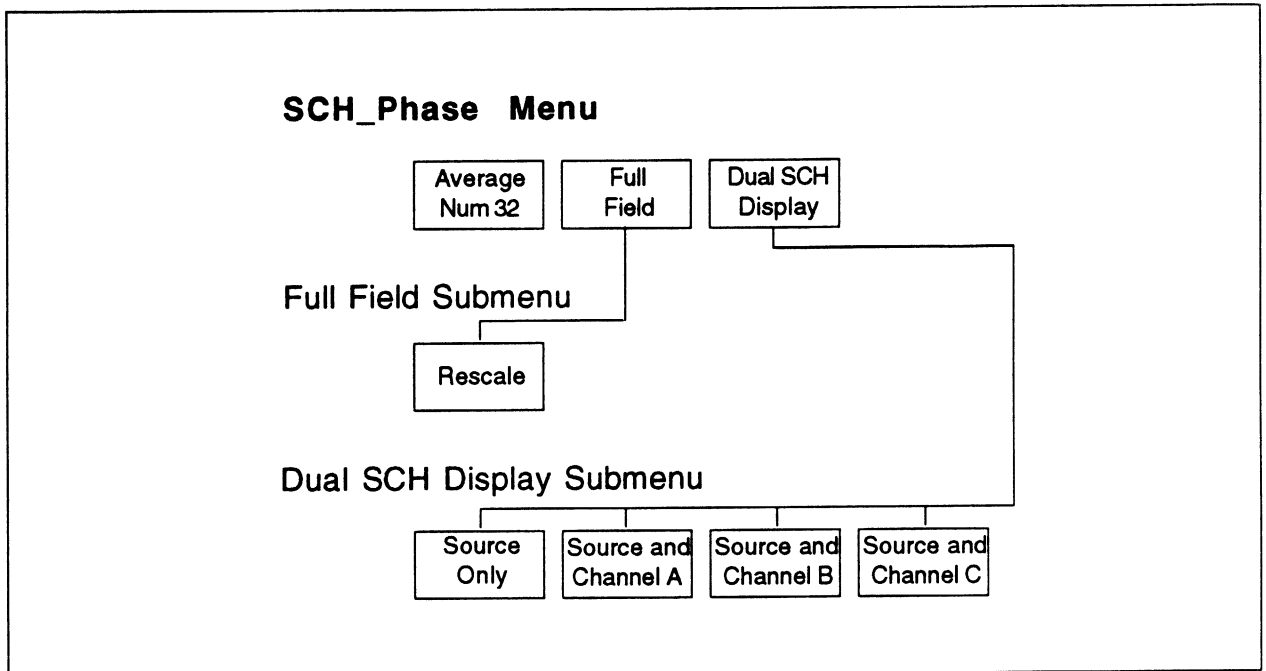 SCH_Phase Menu
Average
Num 32
Full
Field
Dual SCH
Display
Full Field Submenu
Rescale
Dual SCH Display Submenu
Source
Only
Source and
Channel A
Source and
Channel B
Source and
Channel C